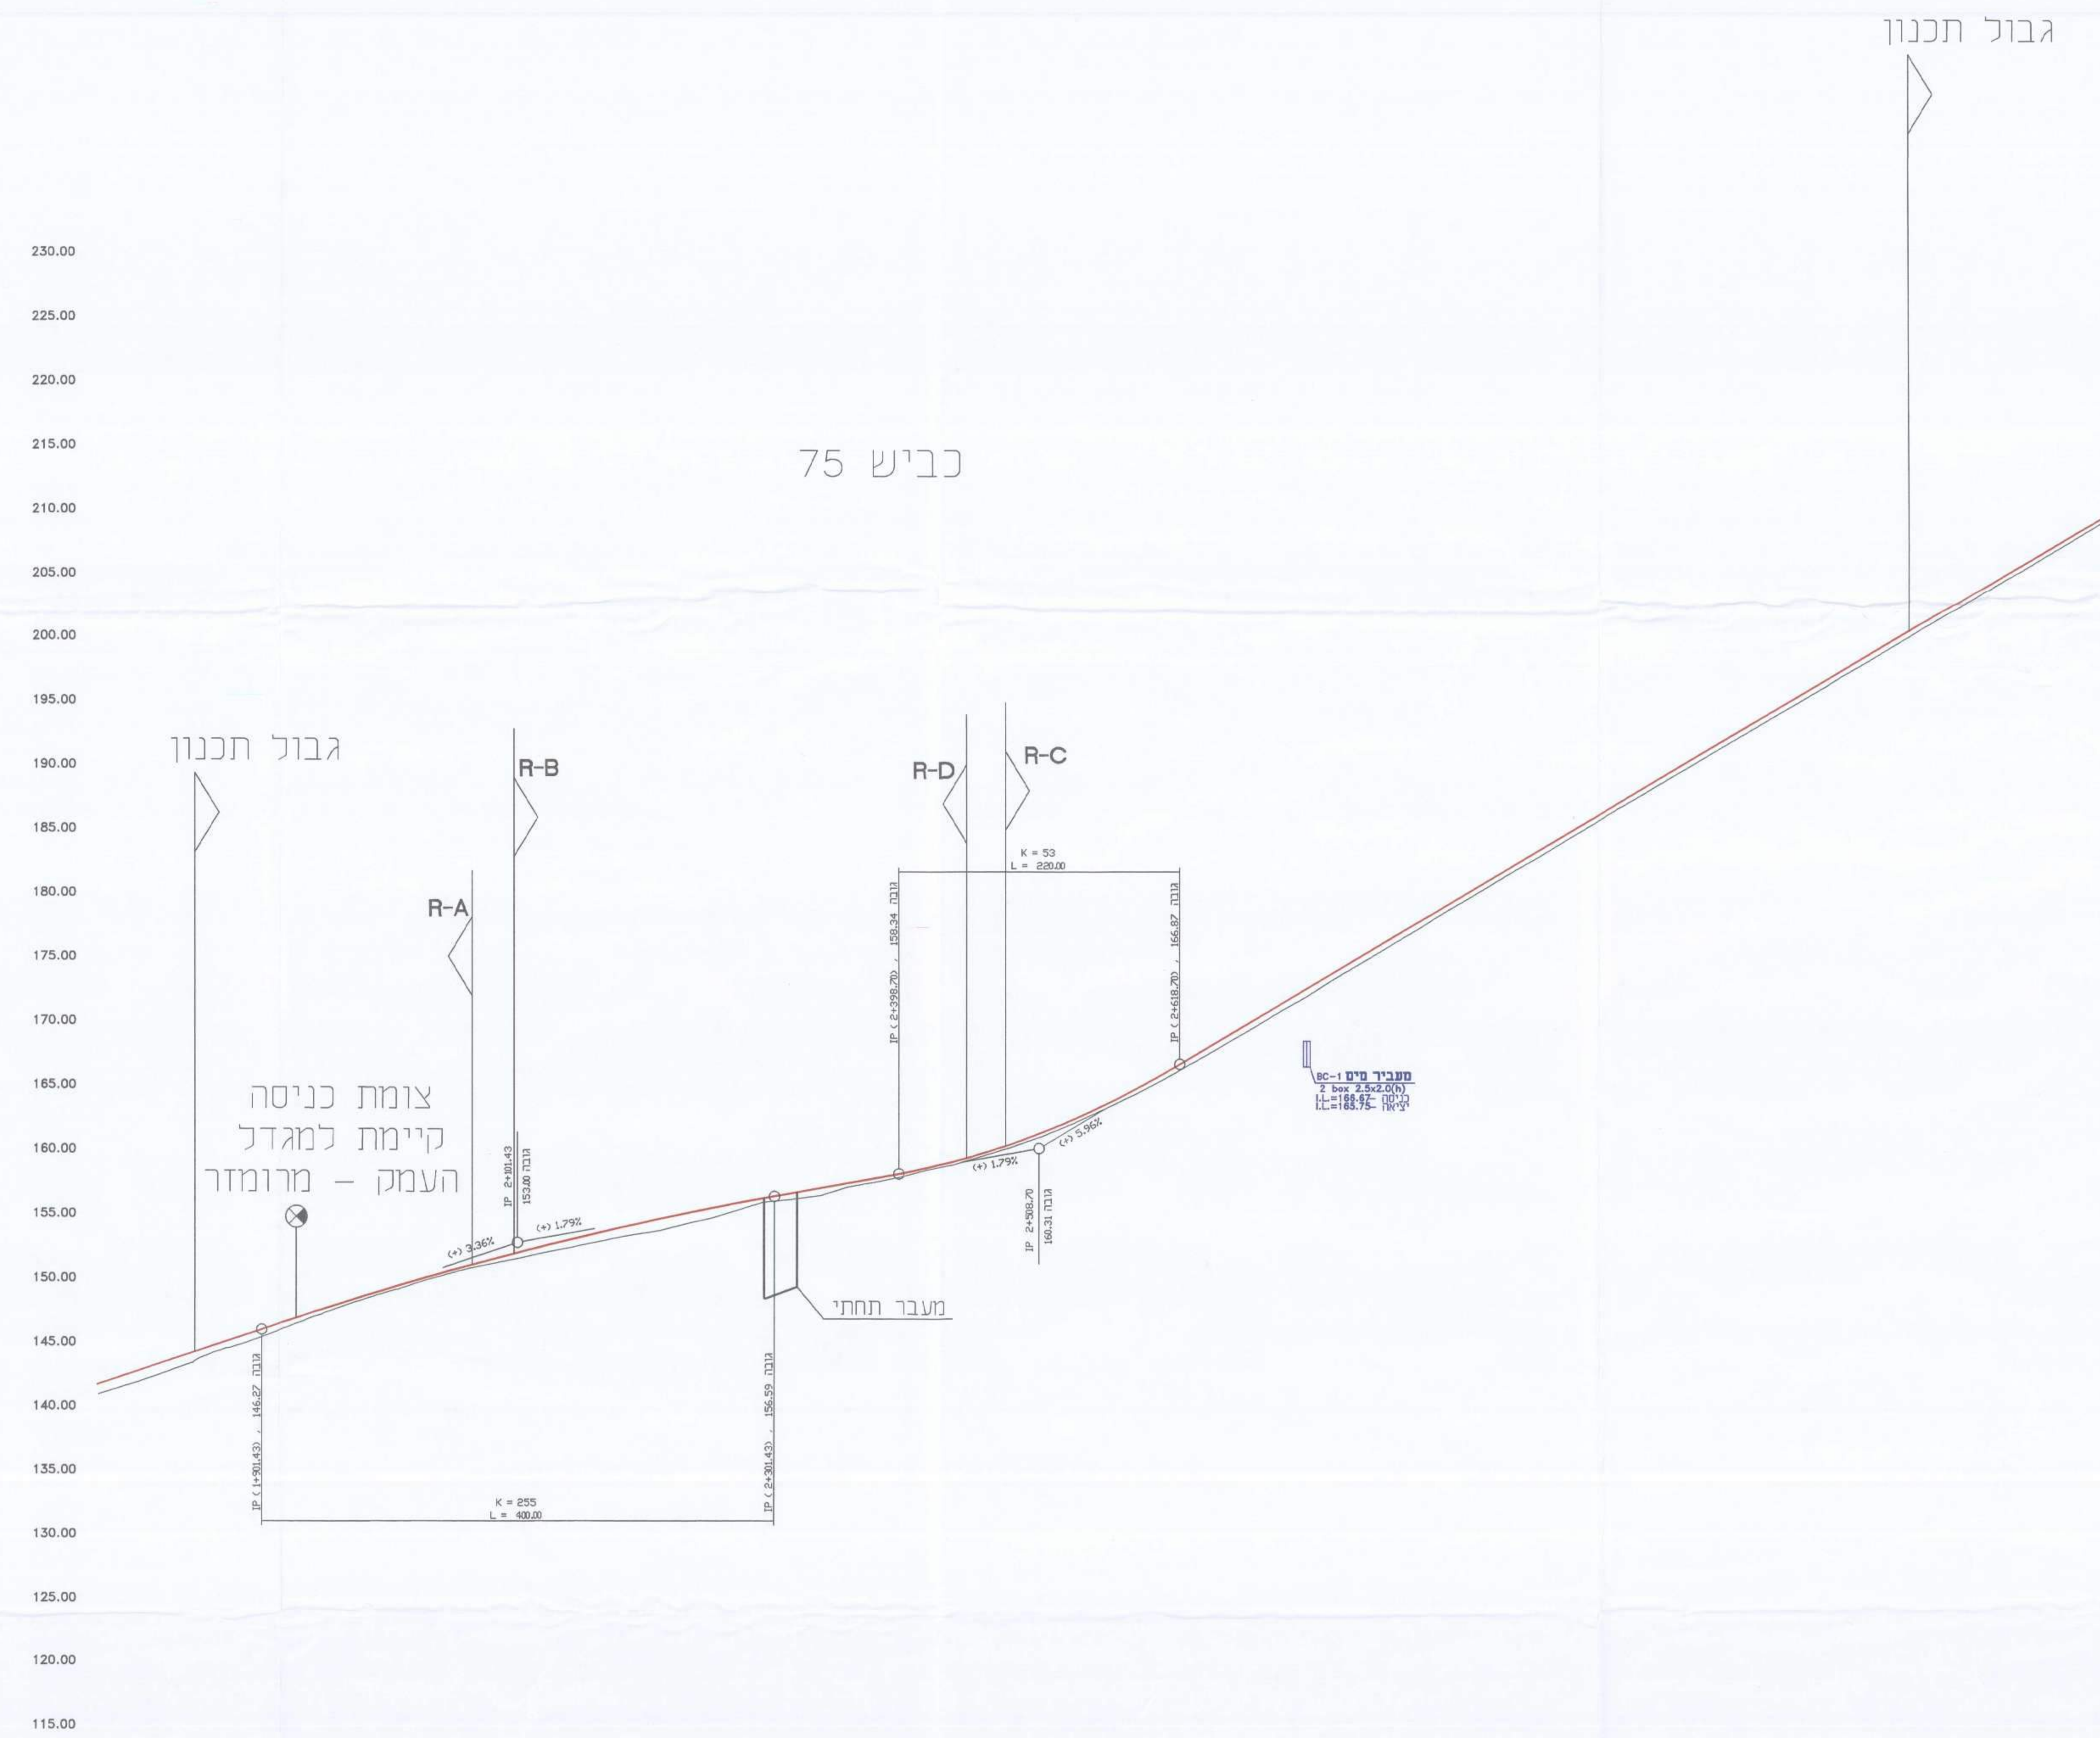 גבול תכנון
230.00
225.00
220.00
215.00
כביש 75
210.00
205.00
200.00
195.00
גבול תכנון
190.00
R-B
R-D
R-C
185.00
K = 53
L = 220.00
180.00
R-A
175.00
170.00
IP ( 2+398.70) , 158.34 גובה
IP ( 2+618.70) , 166.87 גובה
165.00
מעביר מים BC-1
2 box 2.5x2.0(h)
כניסה -I.L.=166.67
יציאה -I.L.=165.75
צומת כניסה
קיימת למגדל
העמק - מרומזר
160.00
IP 2+101.43
גובה 153.00
(+) 5.96%
(+) 1.79%
155.00
(+) 3.36%
(+) 1.79%
IP 2+508.70
גובה 160.31
150.00
מעבר תחתי
145.00
140.00
IP ( 1+901.43) , 146.27 גובה
IP ( 2+301.43) , 156.59 גובה
135.00
K = 255
L = 400.00
130.00
125.00
120.00
115.00